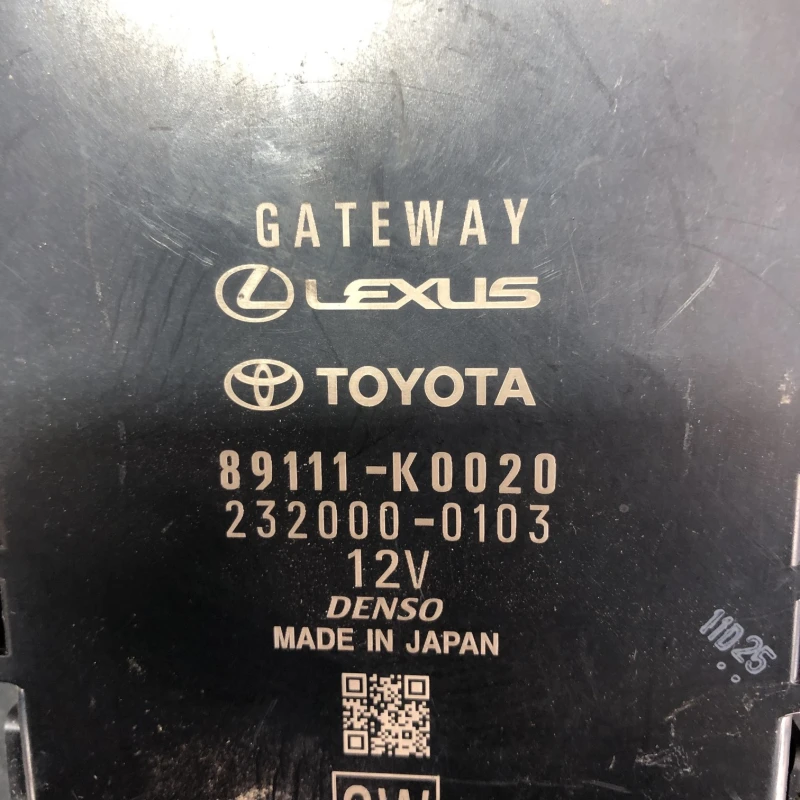 GATEWAY
LEXUS
TOYOTA
89111-K0020
232000-0103
12V
DENSO
MADE IN JAPAN
11D25